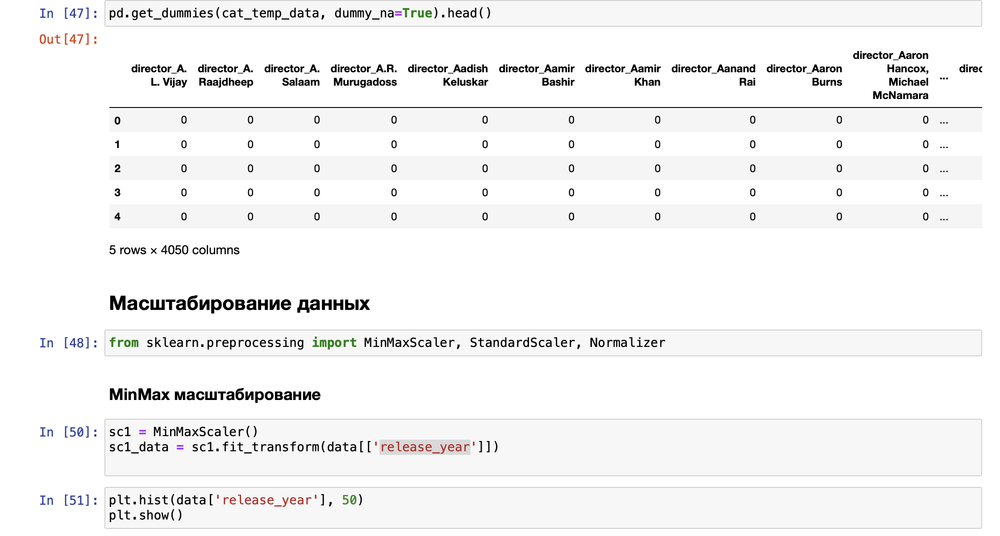 In [47]: pd.get_dummies(cat_temp_data, dummy_na=True).head()
Out[47]:
director_A. L. Vijay director_A. Raajdheep director_A. Salaam director_A.R. Murugadoss director_Aadish Keluskar director_Aamir Bashir director_Aamir Khan director_Aanand Rai director_Aaron Burns director_Aaron Hancox, Michael McNamara ... direc
0 0 0 0 0 0 0 0 0 0 0 ...
1 0 0 0 0 0 0 0 0 0 0 ...
2 0 0 0 0 0 0 0 0 0 0 ...
3 0 0 0 0 0 0 0 0 0 0 ...
4 0 0 0 0 0 0 0 0 0 0 ...
5 rows × 4050 columns
Масштабирование данных
In [48]: from sklearn.preprocessing import MinMaxScaler, StandardScaler, Normalizer
MinMax масштабирование
In [50]: sc1 = MinMaxScaler()
sc1_data = sc1.fit_transform(data[['release_year']])
In [51]: plt.hist(data['release_year'], 50)
plt.show()